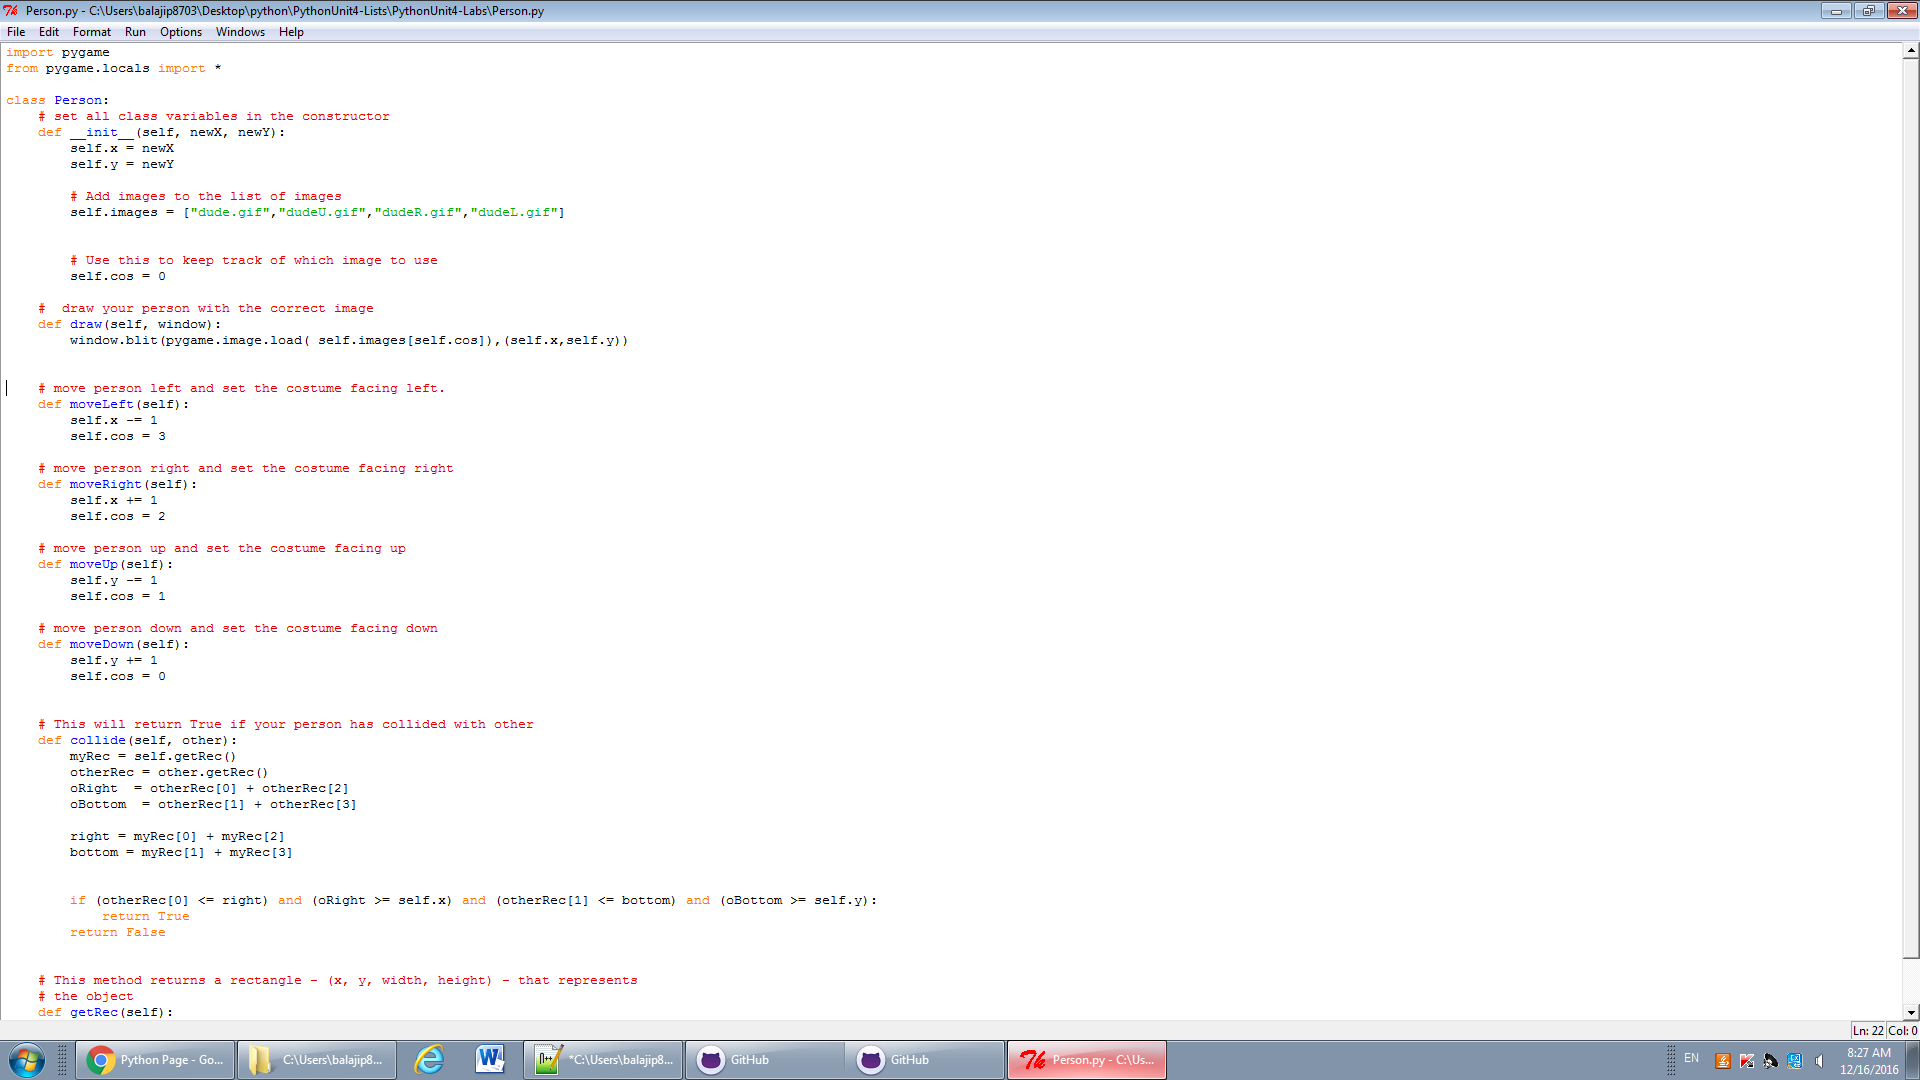 Person.py - C:\Users\balajip8703\Desktop\python\PythonUnit4-Lists\PythonUnit4-Labs\Person.py
File Edit Format Run Options Windows Help
import pygame
from pygame.locals import *
class Person:
# set all class variables in the constructor
def __init__(self, newX, newY):
self.x = newX
self.y = newY
# Add images to the list of images
self.images = ["dude.gif","dudeU.gif","dudeR.gif","dudeL.gif"]
# Use this to keep track of which image to use
self.cos = 0
#  draw your person with the correct image
def draw(self, window):
window.blit(pygame.image.load( self.images[self.cos]),(self.x,self.y))
# move person left and set the costume facing left.
def moveLeft(self):
self.x -= 1
self.cos = 3
# move person right and set the costume facing right
def moveRight(self):
self.x += 1
self.cos = 2
# move person up and set the costume facing up
def moveUp(self):
self.y -= 1
self.cos = 1
# move person down and set the costume facing down
def moveDown(self):
self.y += 1
self.cos = 0
# This will return True if your person has collided with other
def collide(self, other):
myRec = self.getRec()
otherRec = other.getRec()
oRight  = otherRec[0] + otherRec[2]
oBottom  = otherRec[1] + otherRec[3]
right = myRec[0] + myRec[2]
bottom = myRec[1] + myRec[3]
if (otherRec[0] <= right) and (oRight >= self.x) and (otherRec[1] <= bottom) and (oBottom >= self.y):
return True
return False
# This method returns a rectangle - (x, y, width, height) - that represents
# the object
def getRec(self):
Ln: 22 Col: 0
Python Page - Go... C:\Users\balajip8... *C:\Users\balajip8... GitHub GitHub Person.py - C:\Us... EN 8:27 AM
12/16/2016